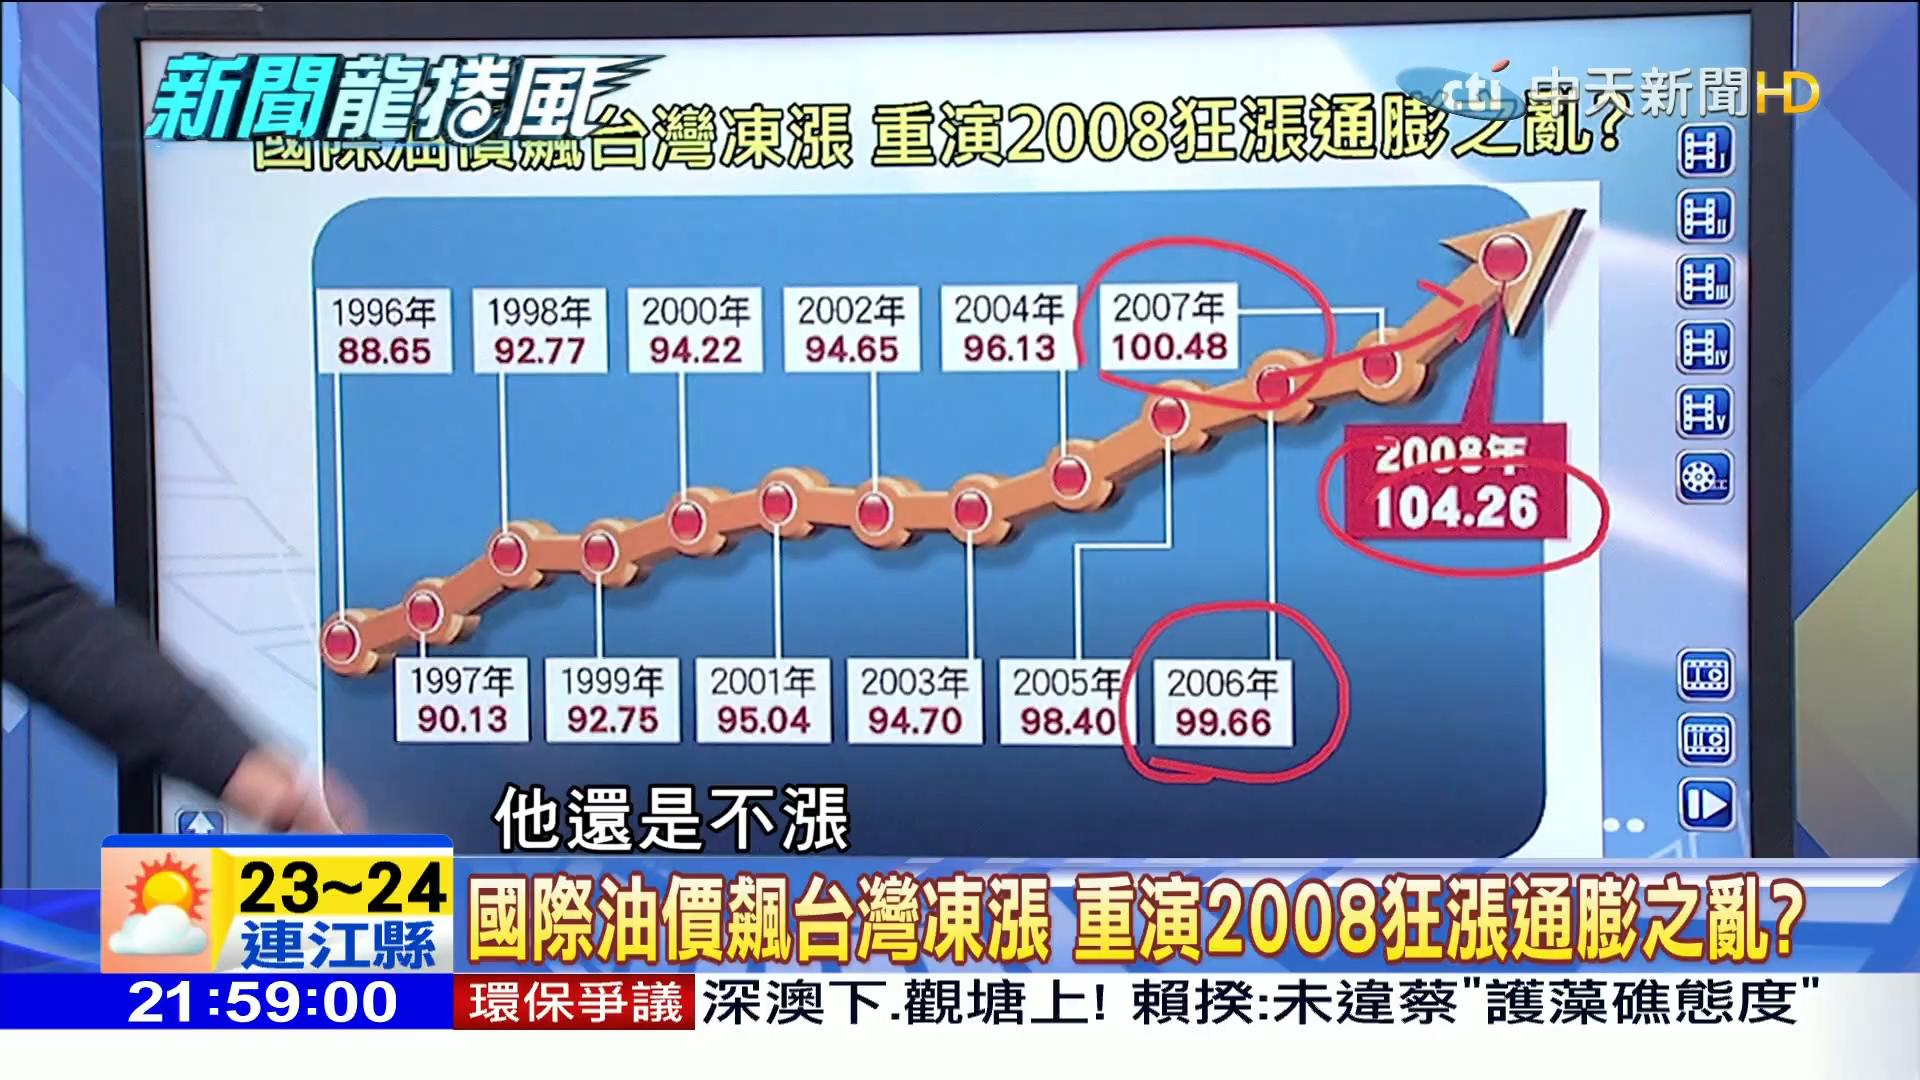 新聞龍捲風
cti 中天新聞HD
國際油價飆台灣凍漲 重演2008狂漲通膨之亂?
1996年
88.65
1998年
92.77
2000年
94.22
2002年
94.65
2004年
96.13
2007年
100.48
2008年
104.26
1997年
90.13
1999年
92.75
2001年
95.04
2003年
94.70
2005年
98.40
2006年
99.66
I
II
III
IV
V
他還是不漲
23~24
連江縣
國際油價飆台灣凍漲 重演2008狂漲通膨之亂?
21:59:00
環保爭議 深澳下.觀塘上! 賴揆:未違蔡"護藻礁態度"